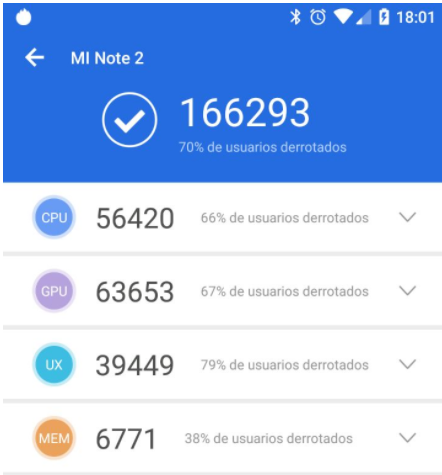 18:01
MI Note 2
166293
70% de usuarios derrotados
CPU 56420 66% de usuarios derrotados
GPU 63653 67% de usuarios derrotados
UX 39449 79% de usuarios derrotados
MEM 6771 38% de usuarios derrotados